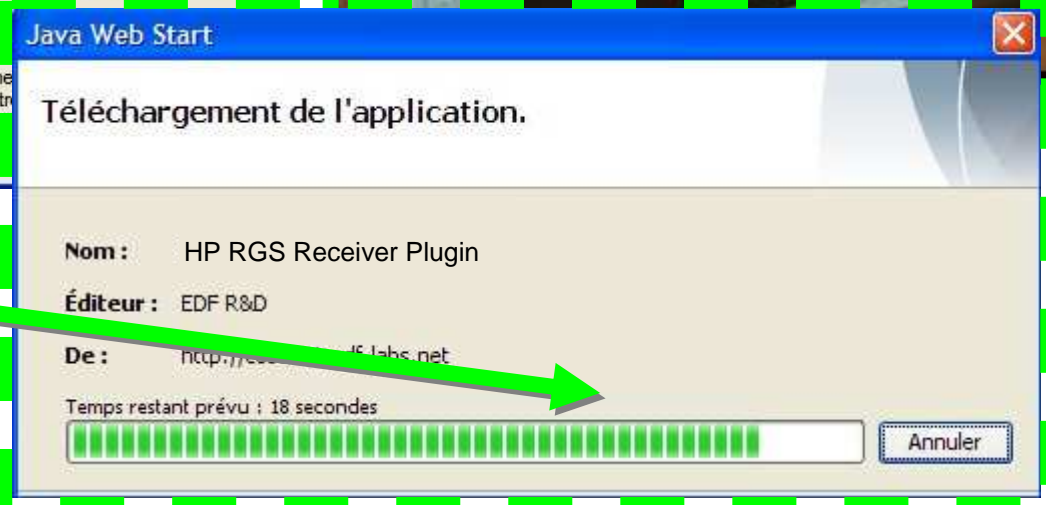 Java Web Start
Téléchargement de l'application.
Nom : HP RGS Receiver Plugin
Éditeur : EDF R&D
De :
Temps restant prévu : 18 secondes
Annuler